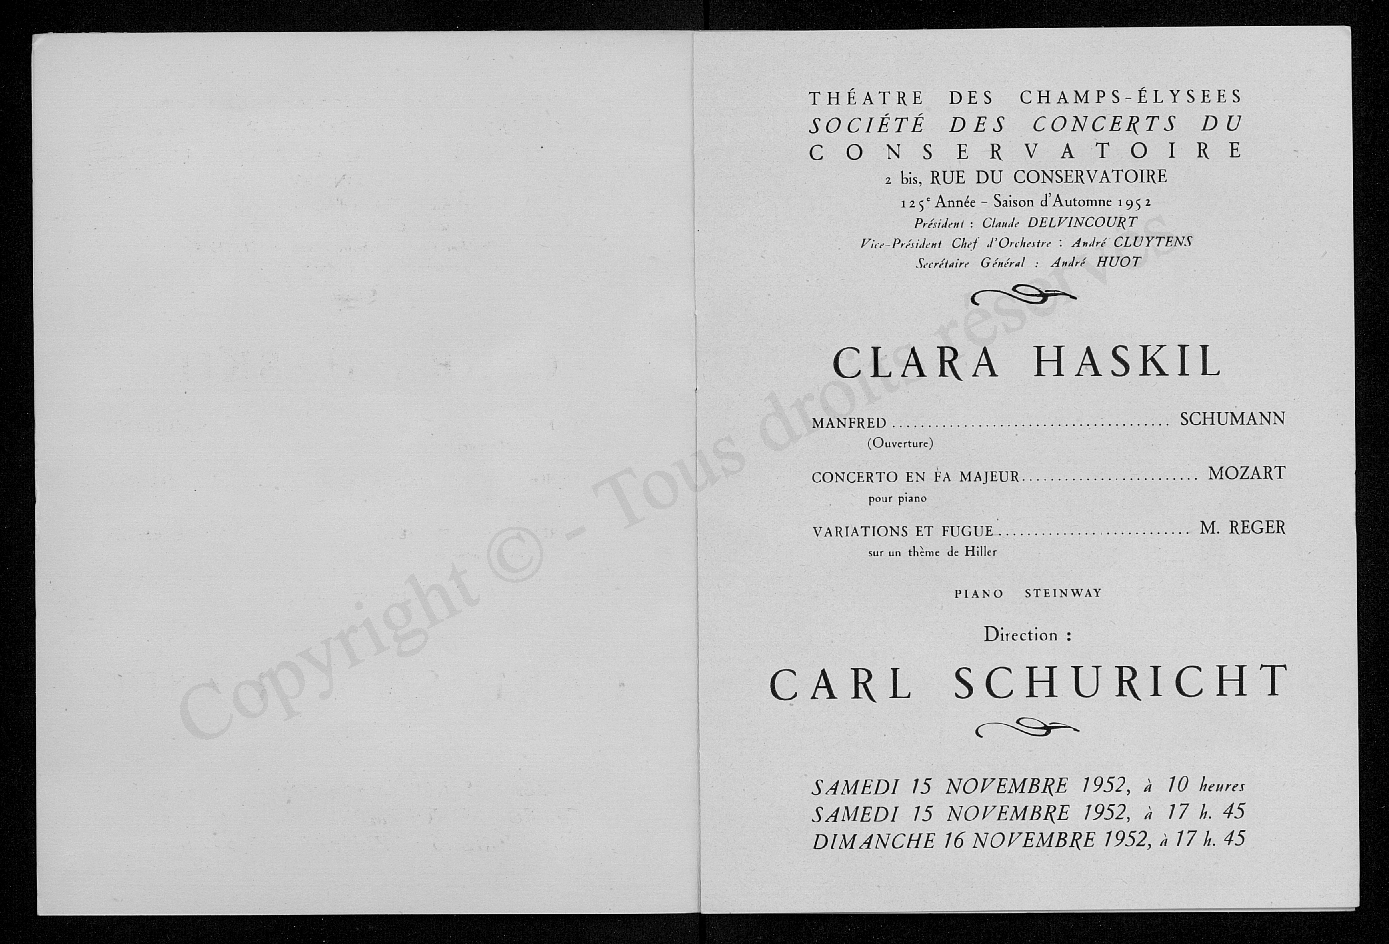 THÉATRE DES CHAMPS-ÉLYSEES
SOCIÉTÉ DES CONCERTS DU
CONSERVATOIRE
2 bis, RUE DU CONSERVATOIRE
125e Année - Saison d'Automne 1952
Président : Claude DELVINCOURT
Vice-Président Chef d'Orchestre : André CLUYTENS
Secrétaire Général : André HUOT
CLARA HASKIL
MANFRED ........................................ SCHUMANN
(Ouverture)
CONCERTO EN FA MAJEUR.......................... MOZART
pour piano
VARIATIONS ET FUGUE............................ M. REGER
sur un thème de Hiller
PIANO STEINWAY
Direction :
CARL SCHURICHT
SAMEDI 15 NOVEMBRE 1952, à 10 heures
SAMEDI 15 NOVEMBRE 1952, à 17 h. 45
DIMANCHE 16 NOVEMBRE 1952, à 17 h. 45
Copyright © - Tous droits réservés